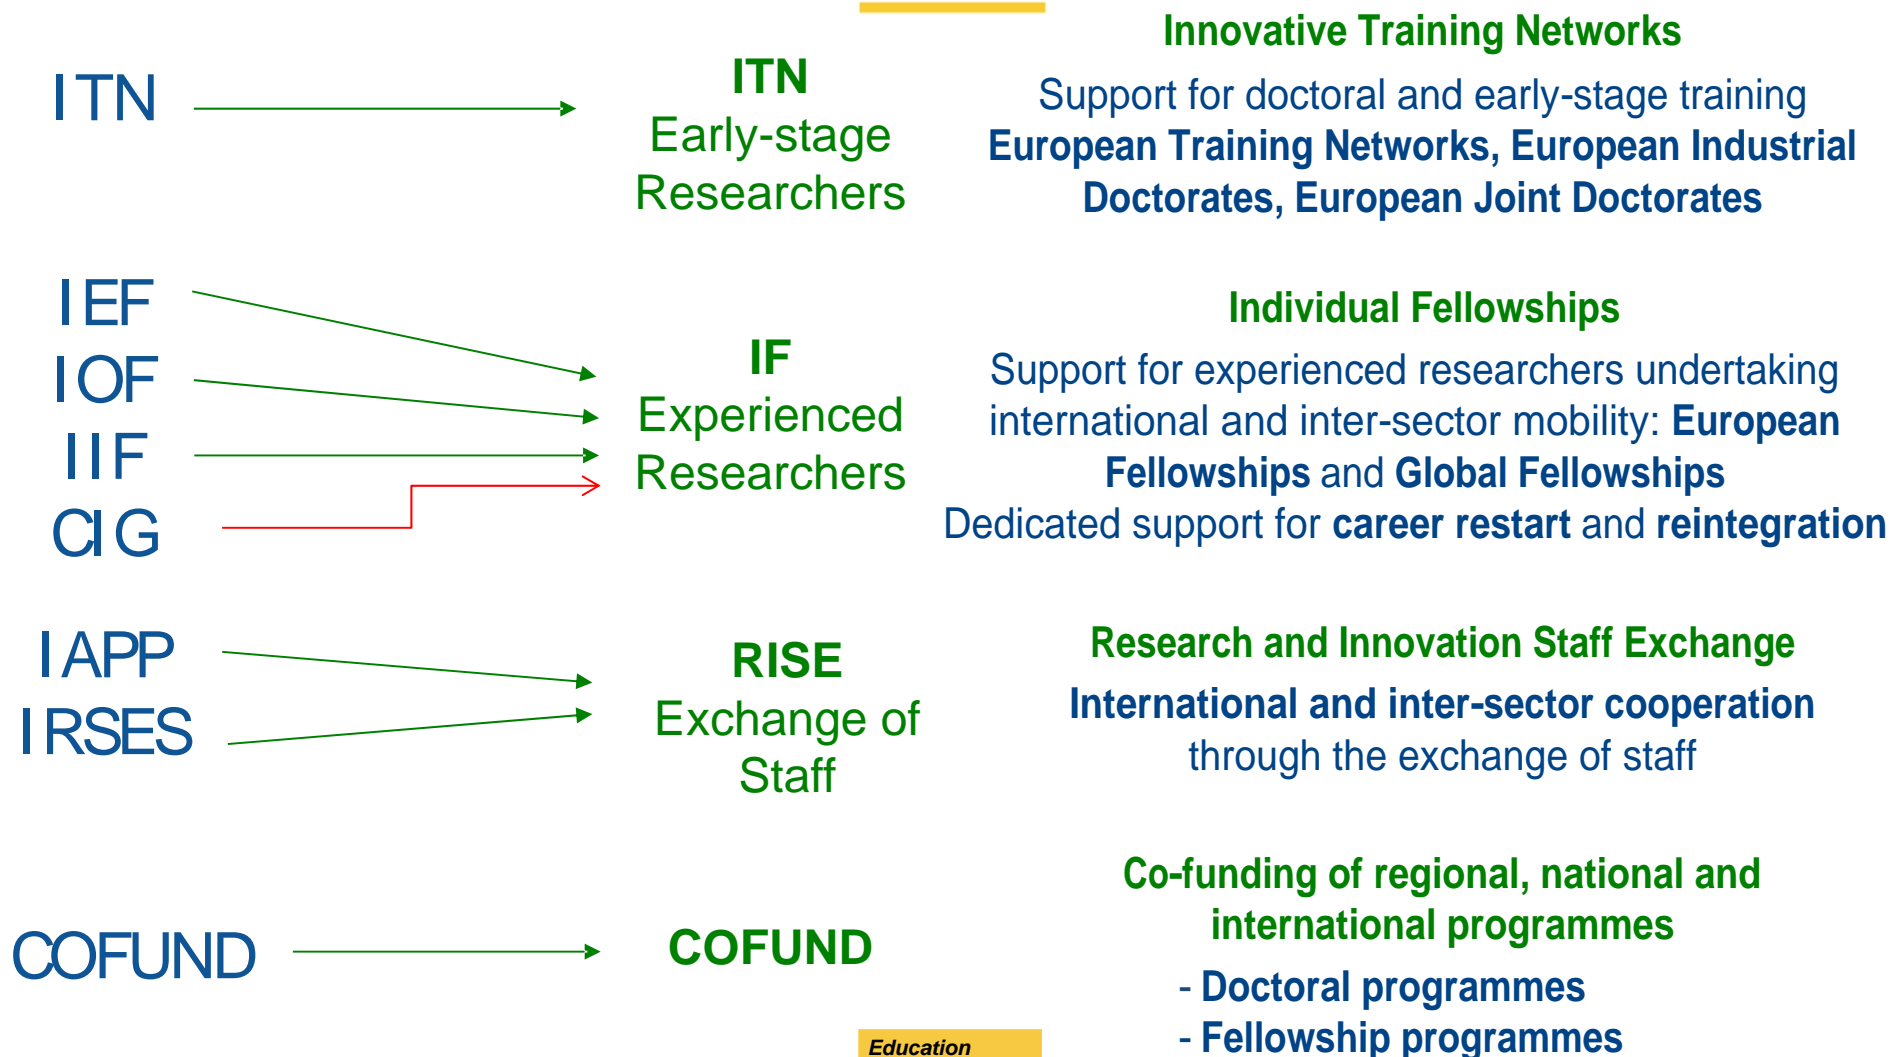 ITN
ITN
Early-stage
Researchers
Innovative Training Networks
Support for doctoral and early-stage training
European Training Networks, European Industrial
Doctorates, European Joint Doctorates
IEF
IOF
IIF
CIG
IF
Experienced
Researchers
Individual Fellowships
Support for experienced researchers undertaking
international and inter-sector mobility: European
Fellowships and Global Fellowships
Dedicated support for career restart and reintegration
IAPP
IRSES
RISE
Exchange of
Staff
Research and Innovation Staff Exchange
International and inter-sector cooperation
through the exchange of staff
COFUND
COFUND
Co-funding of regional, national and
international programmes
- Doctoral programmes
- Fellowship programmes
Education